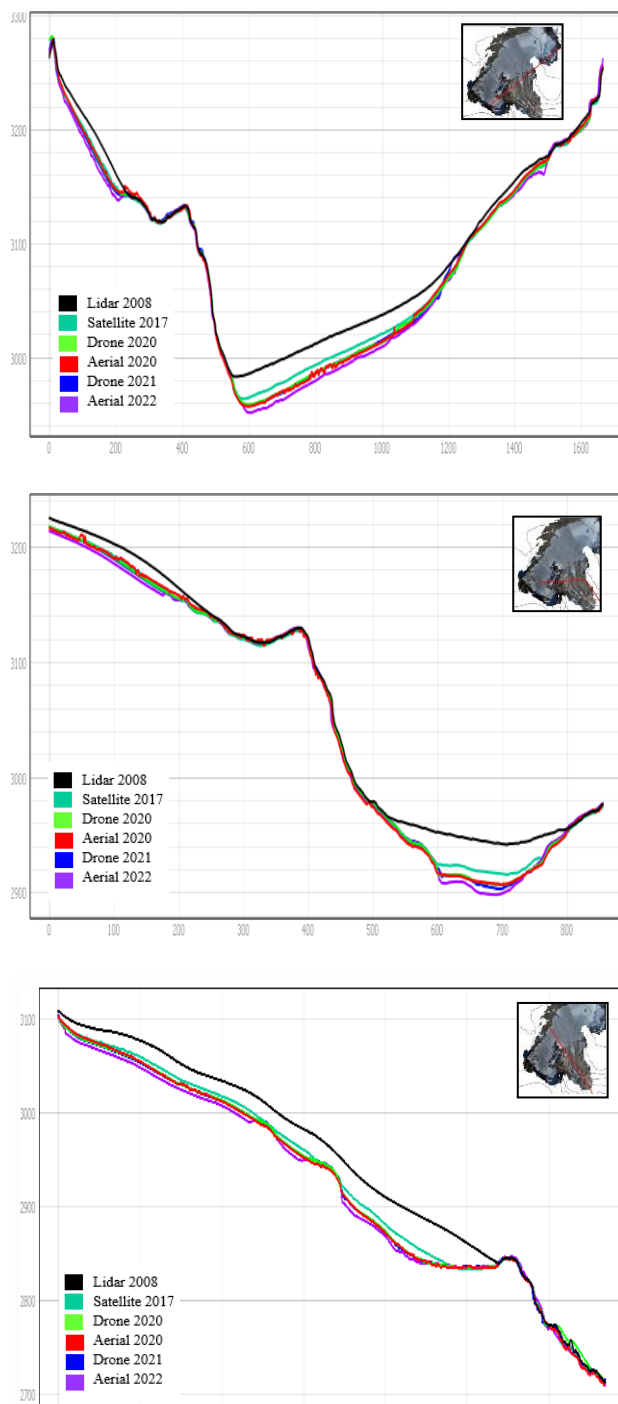 3300
3200
3100
3000
Lidar 2008
Satellite 2017
Drone 2020
Aerial 2020
Drone 2021
Aerial 2022
0 200 400 600 800 1000 1200 1400 1600
3200
3100
3000
2900
Lidar 2008
Satellite 2017
Drone 2020
Aerial 2020
Drone 2021
Aerial 2022
0 100 200 300 400 500 600 700 800
3100
3000
2900
2800
2700
Lidar 2008
Satellite 2017
Drone 2020
Aerial 2020
Drone 2021
Aerial 2022